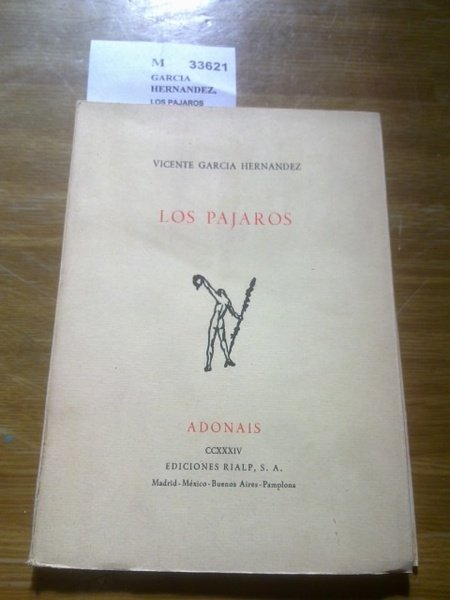 M 33621
GARCIA
HERNANDEZ,
LOS PAJAROS
VICENTE GARCIA HERNANDEZ
LOS PAJAROS
ADONAIS
CCXXXIV
EDICIONES RIALP, S. A.
Madrid - México - Buenos Aires - Pamplona